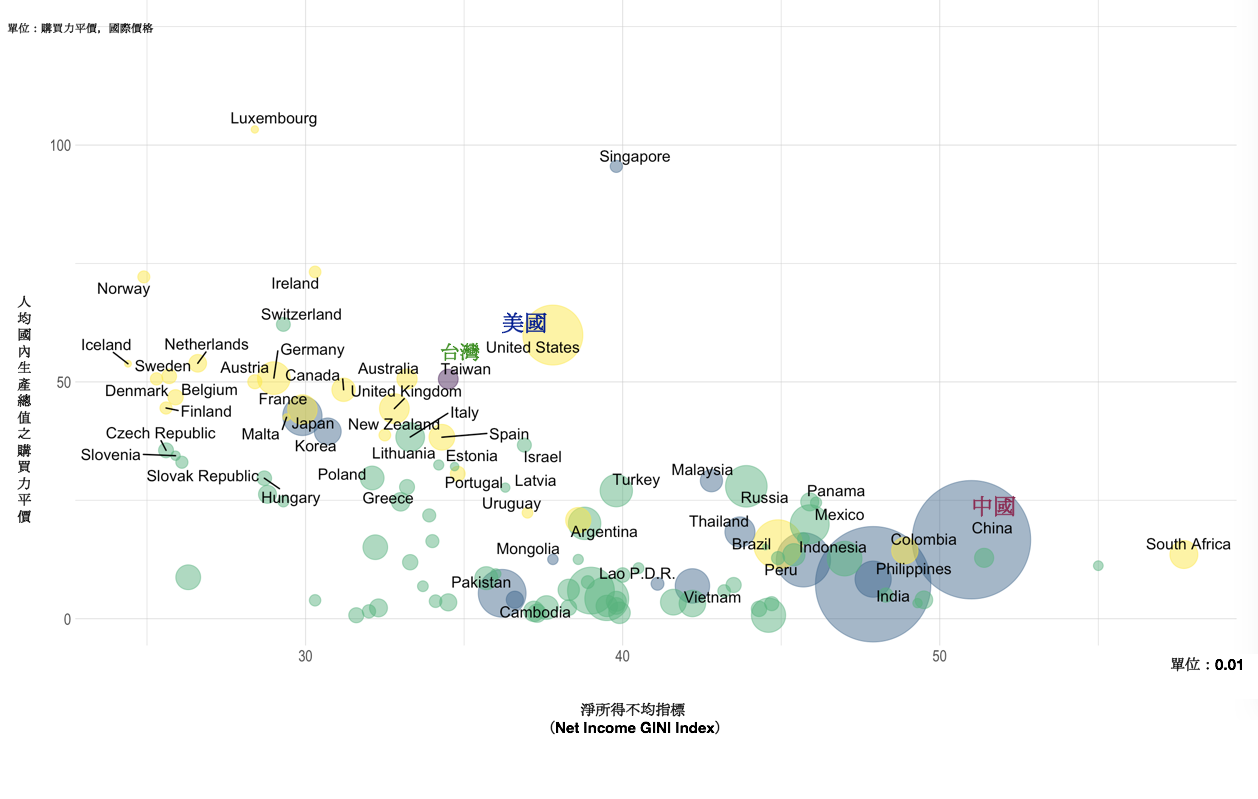 單位：購買力平價，國際價格
Luxembourg
100
Singapore
Norway
Ireland
Switzerland
人均國內生產總值之購買力平價
美國
United States
台灣
Taiwan
Iceland
Netherlands
Germany
Sweden
Austria
Canada
Australia
50
Denmark
Belgium
United Kingdom
France
Finland
Italy
Malta
Japan
New Zealand
Czech Republic
Spain
Korea
Slovenia
Lithuania
Estonia
Israel
Slovak Republic
Poland
Portugal
Latvia
Turkey
Malaysia
Hungary
Greece
Uruguay
Russia
Panama
中國
China
Mexico
Thailand
Argentina
Brazil
Indonesia
Colombia
South Africa
Mongolia
Peru
Philippines
Pakistan
Lao P.D.R.
Vietnam
India
Cambodia
0
30
40
50
單位：0.01
淨所得不均指標
（Net Income GINI Index）